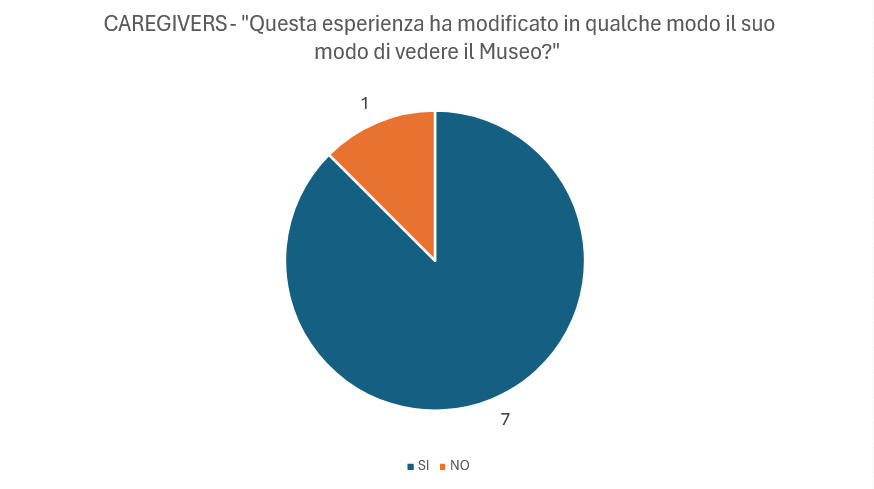 CAREGIVERS - "Questa esperienza ha modificato in qualche modo il suo
modo di vedere il Museo?"
1
7
SI NO